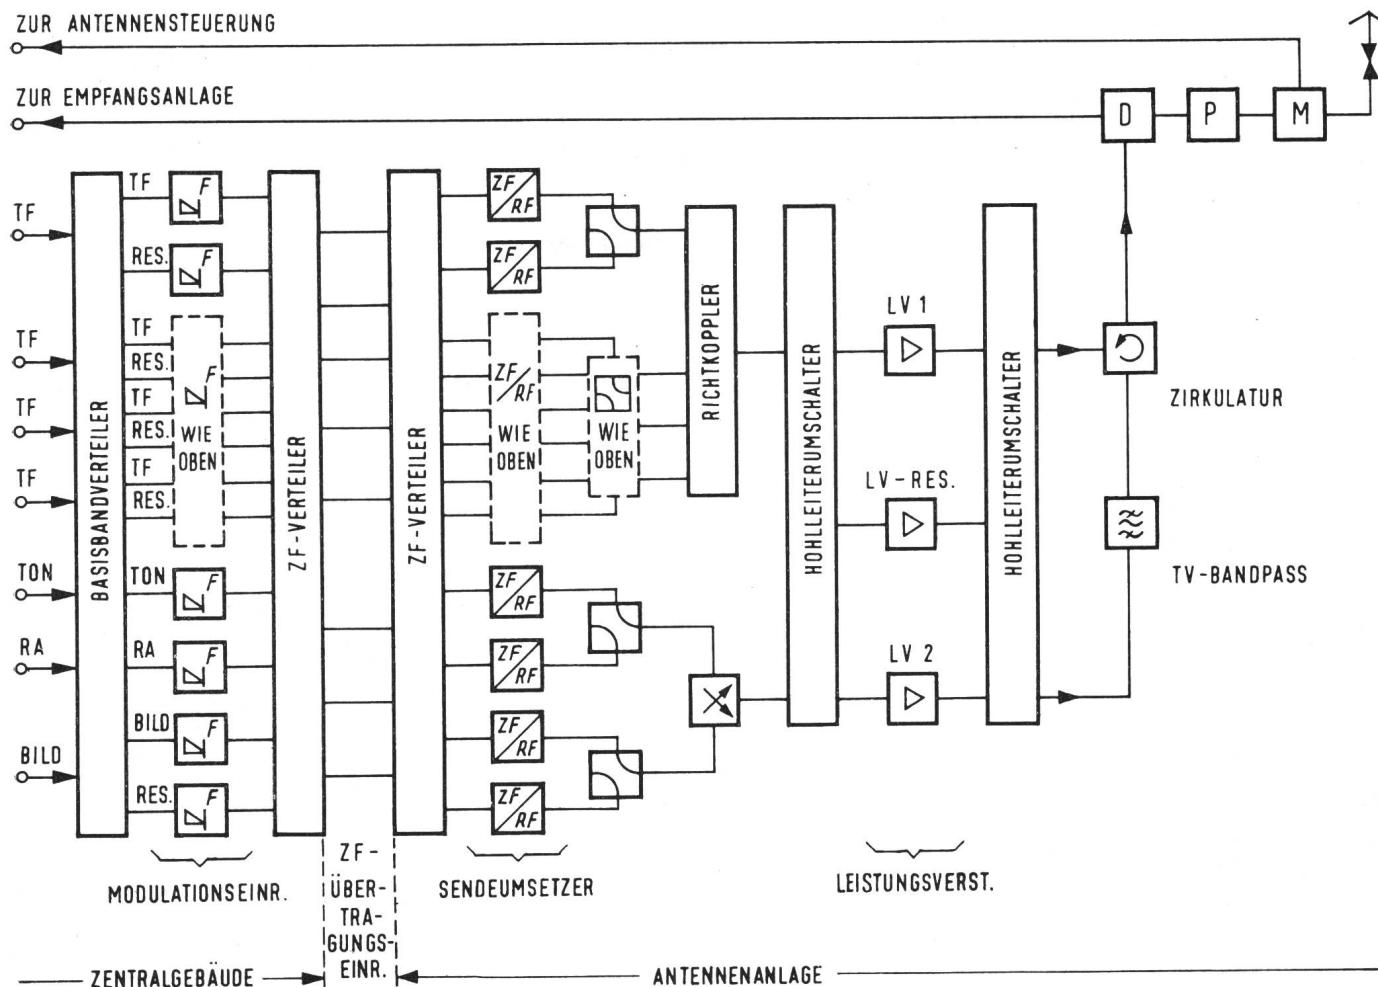 ZUR ANTENNENSTEUERUNG
ZUR EMPFANGSANLAGE
D
P
M
TF
TF
F
ZF/RF
RES.
F
ZF/RF
TF
TF
RES.
TF
TF
RES.
TF
TF
RES.
F
WIE
OBEN
ZF/RF
WIE
OBEN
WIE
OBEN
TON
TON
F
ZF/RF
RA
RA
F
ZF/RF
BILD
F
ZF/RF
BILD
RES.
F
ZF/RF
BASISBANDVERTEILER
ZF-VERTEILER
ZF-VERTEILER
RICHTKOPPLER
HOHLLEITERUMSCHALTER
LV 1
LV-RES.
LV 2
HOHLLEITERUMSCHALTER
ZIRKULATUR
TV-BANDPASS
MODULATIONSEINR.
ZF-
ÜBER-
TRA-
GUNGS-
EINR.
SENDEUMSETZER
LEISTUNGSVERST.
ZENTRALGEBÄUDE
ANTENNENANLAGE